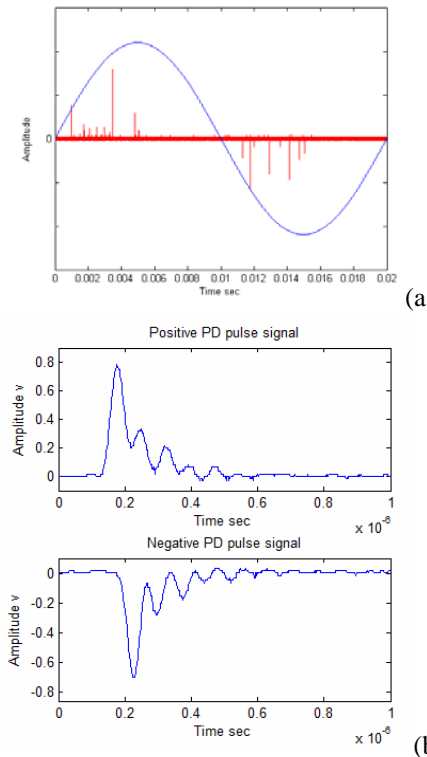 Amplitude
0
0 0.002 0.004 0.006 0.008 0.01 0.012 0.014 0.016 0.018 0.02
Time sec
(a
Positive PD pulse signal
Amplitude v
0.8
0.6
0.4
0.2
0
0 0.2 0.4 0.6 0.8 1
Time sec
x 10^-6
Negative PD pulse signal
Amplitude v
0
-0.2
-0.4
-0.6
-0.8
0 0.2 0.4 0.6 0.8 1
Time sec
x 10^-6
(b